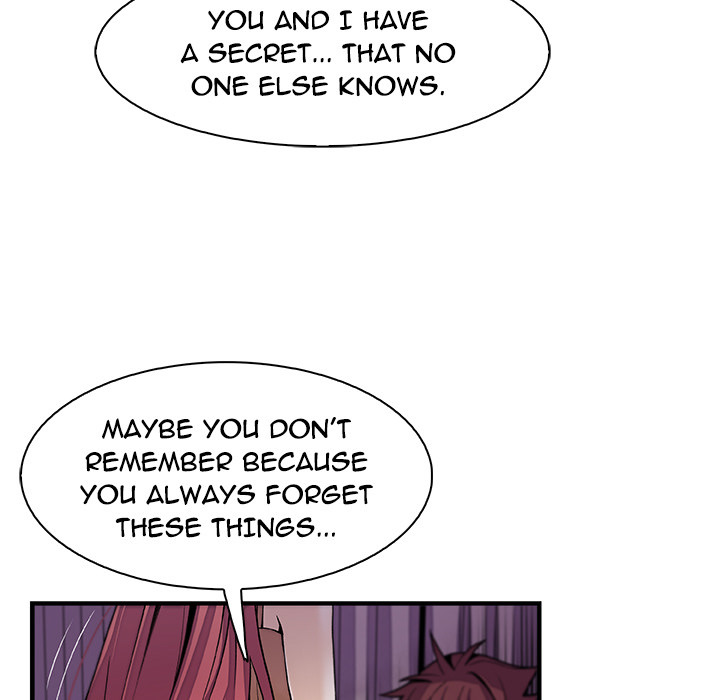 YOU AND I HAVE
A SECRET... THAT NO
ONE ELSE KNOWS.
MAYBE YOU DON'T
REMEMBER BECAUSE
YOU ALWAYS FORGET
THESE THINGS...